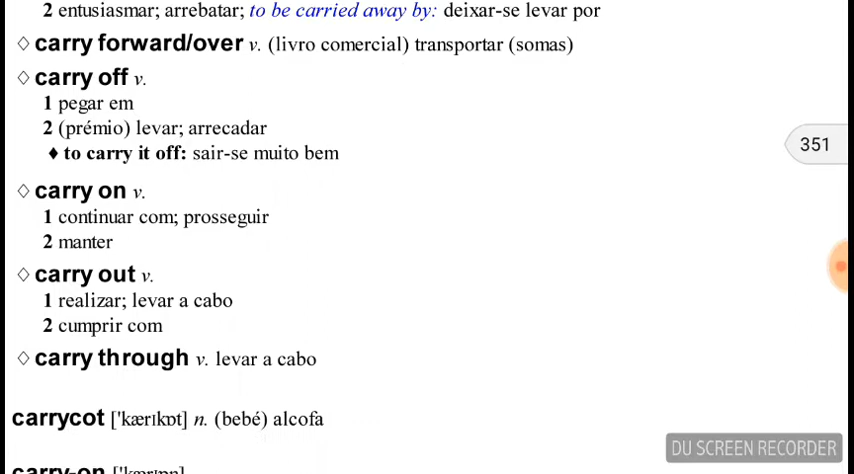 2 entusiasmar; arrebatar; to be carried away by: deixar-se levar por
◇ carry forward/over v. (livro comercial) transportar (somas)
◇ carry off v.
1 pegar em
2 (prémio) levar; arrecadar
♦ to carry it off: sair-se muito bem
351
◇ carry on v.
1 continuar com; prosseguir
2 manter
◇ carry out v.
1 realizar; levar a cabo
2 cumprir com
◇ carry through v. levar a cabo
carrycot ['kærɪkɒt] n. (bebé) alcofa
DU SCREEN RECORDER
carry-on ['kærɪɒn]